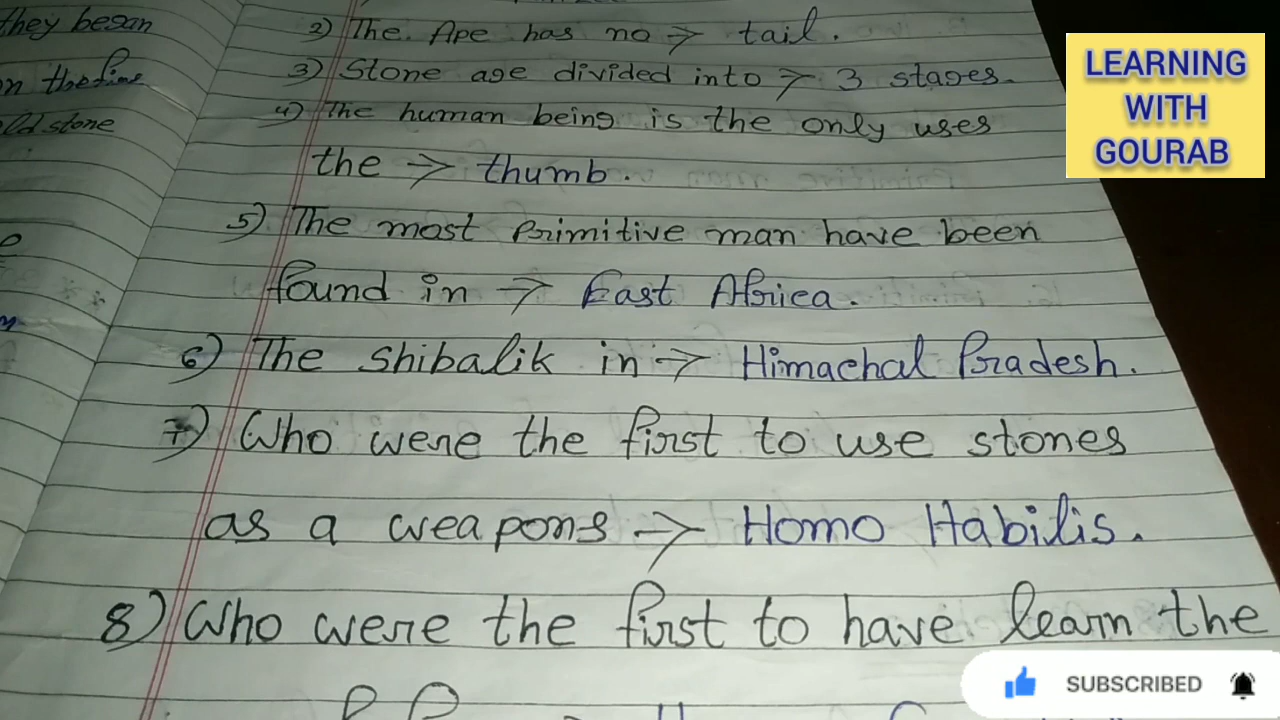 they began
on the
old stone
2) The Ape has no → tail.
3) Stone age divided into → 3 stages.
4) The human being is the only uses
the → thumb.
5) The most Primitive man have been
found in → East Africa.
6) The Shibalik in → Himachal Pradesh.
7) Who were the first to use stones
as a weapons → Homo Habilis.
8) Who were the first to have learn the
LEARNING
WITH
GOURAB
SUBSCRIBED